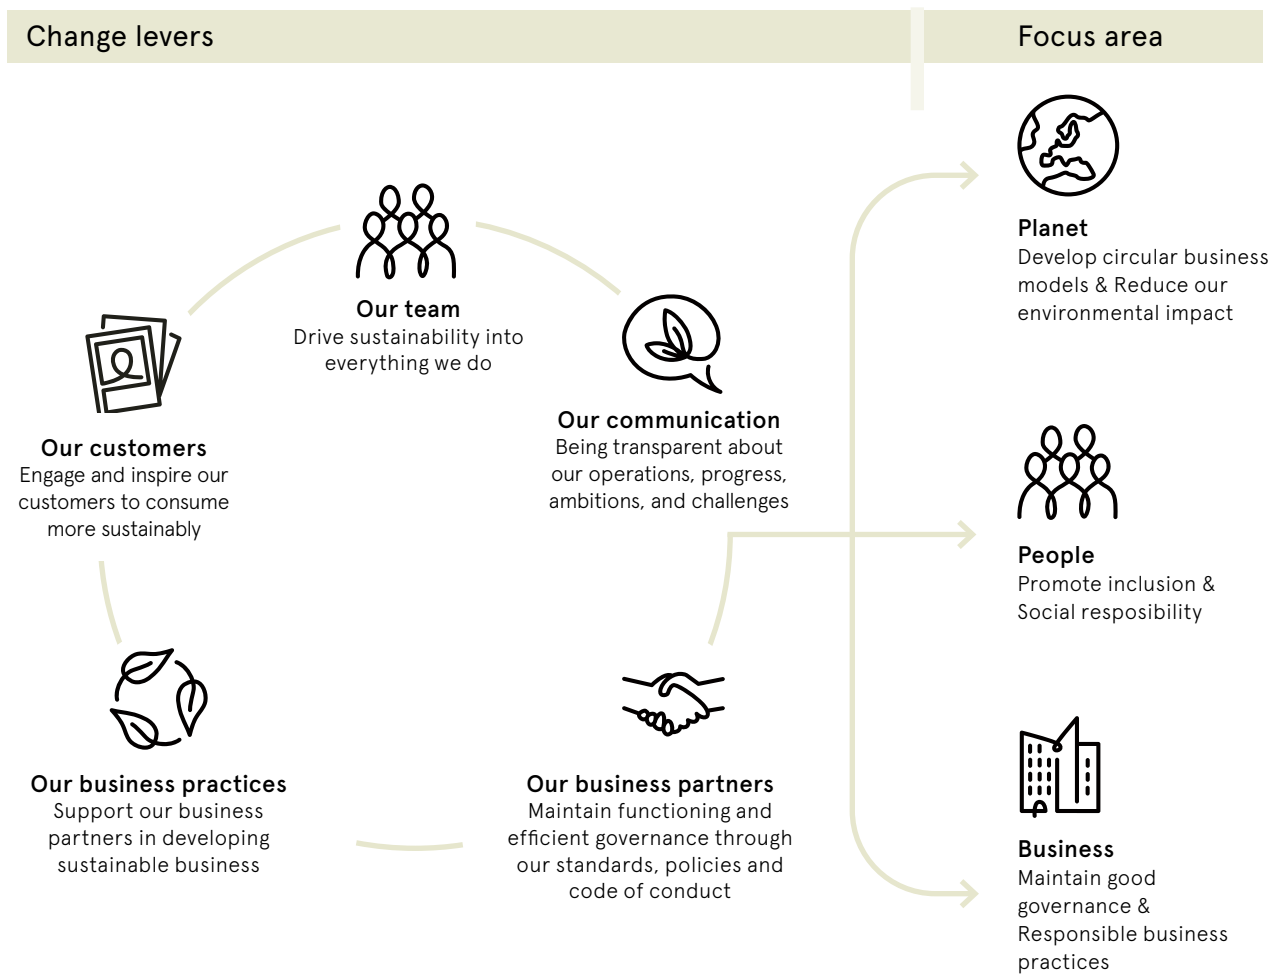 Change levers
Focus area
Our team
Drive sustainability into
everything we do
Our customers
Engage and inspire our
customers to consume
more sustainably
Our communication
Being transparent about
our operations, progress,
ambitions, and challenges
Our business practices
Support our business
partners in developing
sustainable business
Our business partners
Maintain functioning and
efficient governance through
our standards, policies and
code of conduct
Planet
Develop circular business
models & Reduce our
environmental impact
People
Promote inclusion &
Social resposibility
Business
Maintain good
governance &
Responsible business
practices